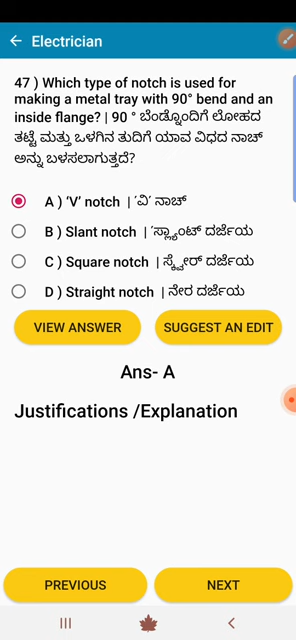 Electrician
47 ) Which type of notch is used for
making a metal tray with 90° bend and an
inside flange? | 90 ° ಬೆಂಡ್ನೊಂದಿಗೆ ಲೋಹದ
ತಟ್ಟೆ ಮತ್ತು ಒಳಗಿನ ತುದಿಗೆ ಯಾವ ವಿಧದ ನಾಚ್
ಅನ್ನು ಬಳಸಲಾಗುತ್ತದೆ?
A ) ‘V’ notch | ‘ವಿ’ ನಾಚ್
B ) Slant notch | ‘ಸ್ಲ್ಯಾಂಟ್ ದರ್ಜೆಯ
C ) Square notch | ಸ್ಕ್ವೇರ್ ದರ್ಜೆಯ
D ) Straight notch | ನೇರ ದರ್ಜೆಯ
VIEW ANSWER SUGGEST AN EDIT
Ans- A
Justifications /Explanation
PREVIOUS NEXT